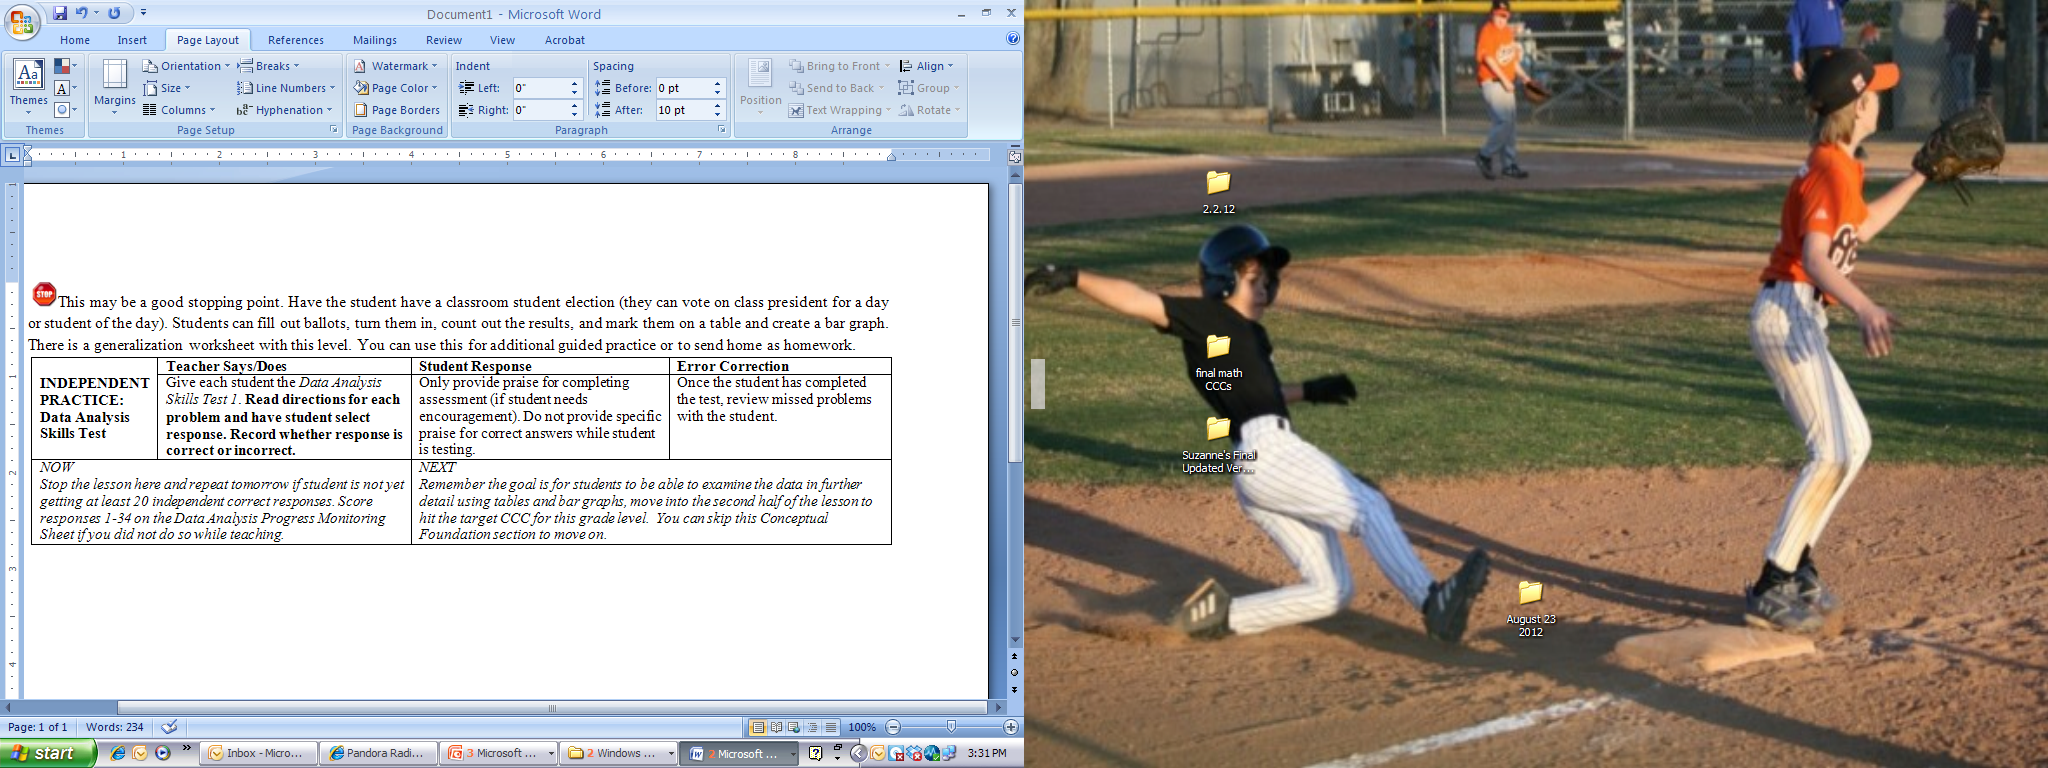 Document1 - Microsoft Word
Home Insert Page Layout References Mailings Review View Acrobat
Themes
Aa
Themes
Margins
Orientation
Size
Columns
Breaks
Line Numbers
Hyphenation
Page Setup
Watermark
Page Color
Page Borders
Page Background
Indent
Left: 0"
Right: 0"
Spacing
Before: 0 pt
After: 10 pt
Paragraph
Position
Bring to Front
Send to Back
Text Wrapping
Align
Group
Rotate
Arrange
1 2 3 4 5 6 7 8
STOP This may be a good stopping point. Have the student have a classroom student election (they can vote on class president for a day
or student of the day). Students can fill out ballots, turn them in, count out the results, and mark them on a table and create a bar graph.
There is a generalization worksheet with this level. You can use this for additional guided practice or to send home as homework.
INDEPENDENT
PRACTICE:
Data Analysis
Skills Test
Teacher Says/Does
Give each student the Data Analysis
Skills Test 1. Read directions for each
problem and have student select
response. Record whether response is
correct or incorrect.
Student Response
Only provide praise for completing
assessment (if student needs
encouragement). Do not provide specific
praise for correct answers while student
is testing.
Error Correction
Once the student has completed
the test, review missed problems
with the student.
NOW
Stop the lesson here and repeat tomorrow if student is not yet
getting at least 20 independent correct responses. Score
responses 1-34 on the Data Analysis Progress Monitoring
Sheet if you did not do so while teaching.
NEXT
Remember the goal is for students to be able to examine the data in further
detail using tables and bar graphs, move into the second half of the lesson to
hit the target CCC for this grade level. You can skip this Conceptual
Foundation section to move on.
Page: 1 of 1 Words: 234
100%
start
Inbox - Micro...
Pandora Radi...
3 Microsoft ...
2 Windows ...
7 Microsoft ...
3:31 PM
2.2.12
final math
CCCs
Suzanne's Final
Updated Ver...
August 23
2012